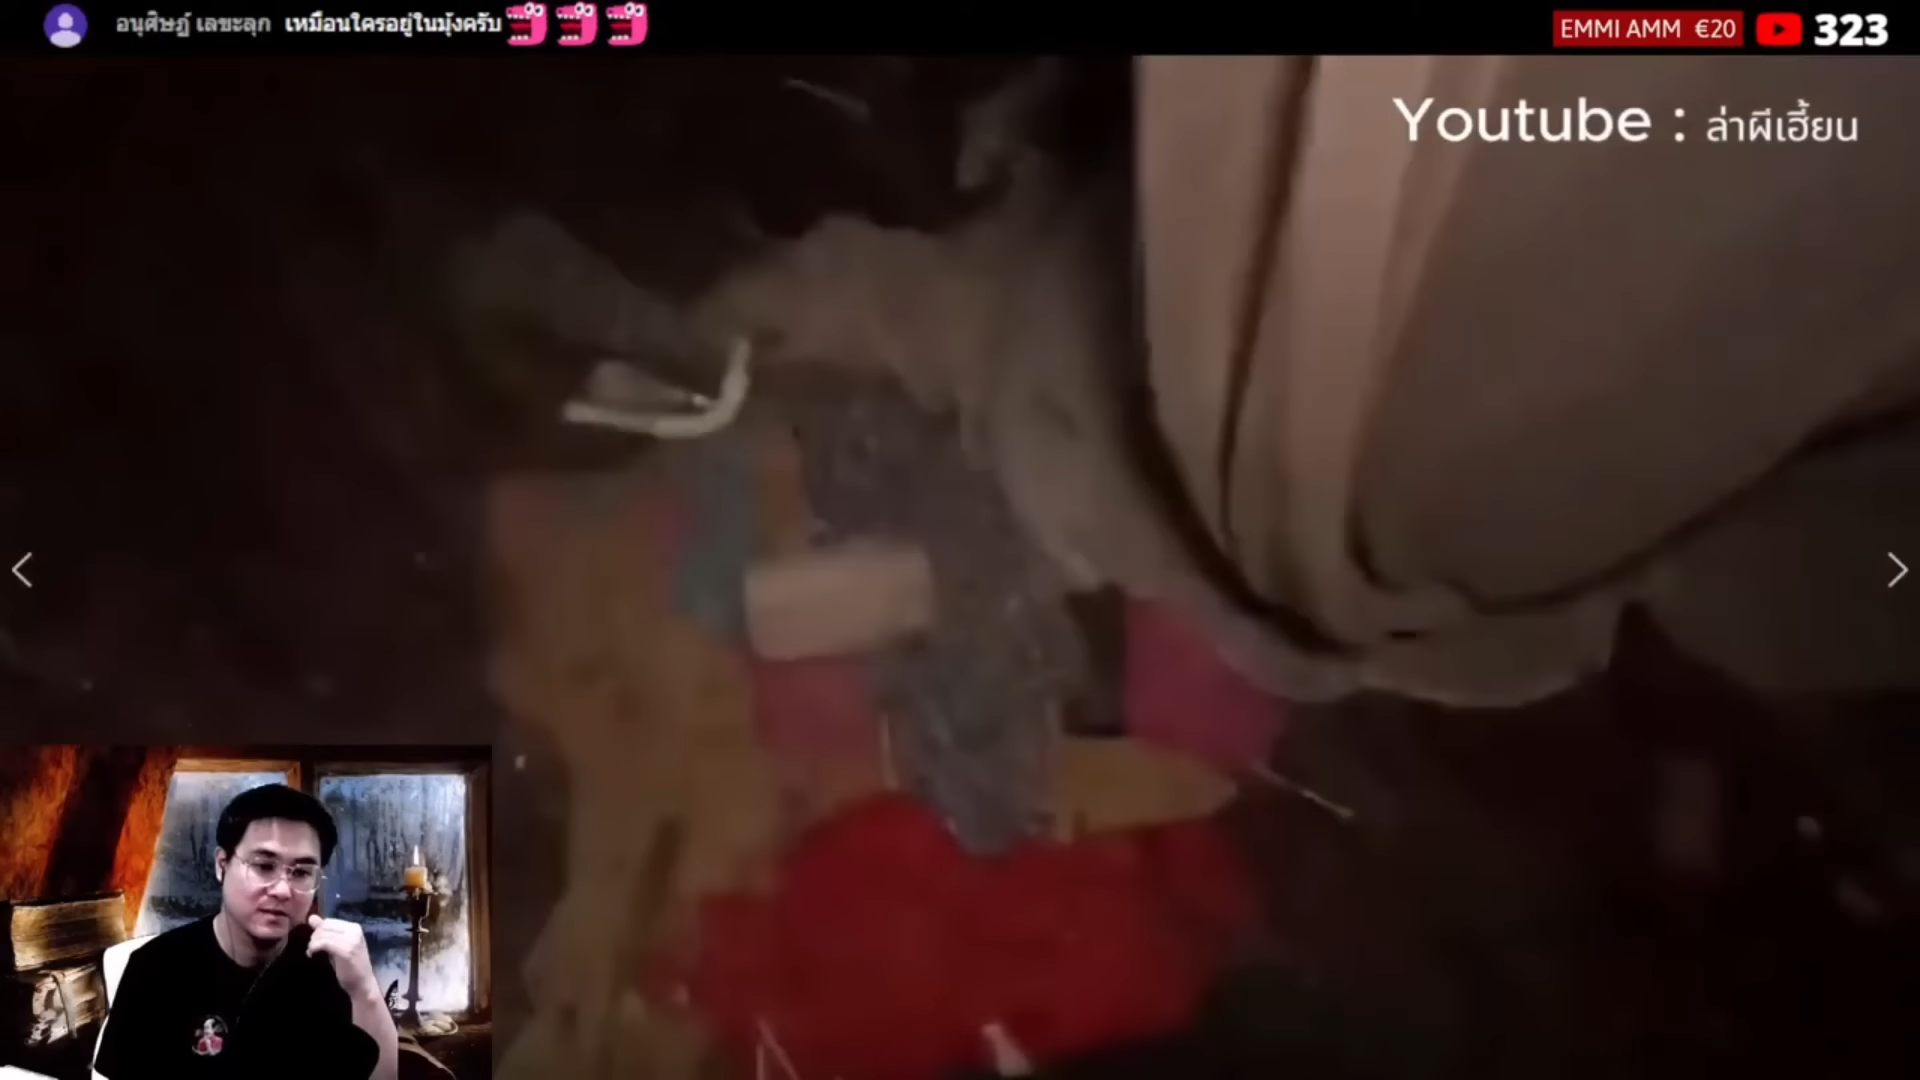 อนุศิษฏ์ เลขะลุก เหมือนใครอยู่ในมุ้งครับ
EMMI AMM €20 323
Youtube : ล่าผีเฮี้ยน